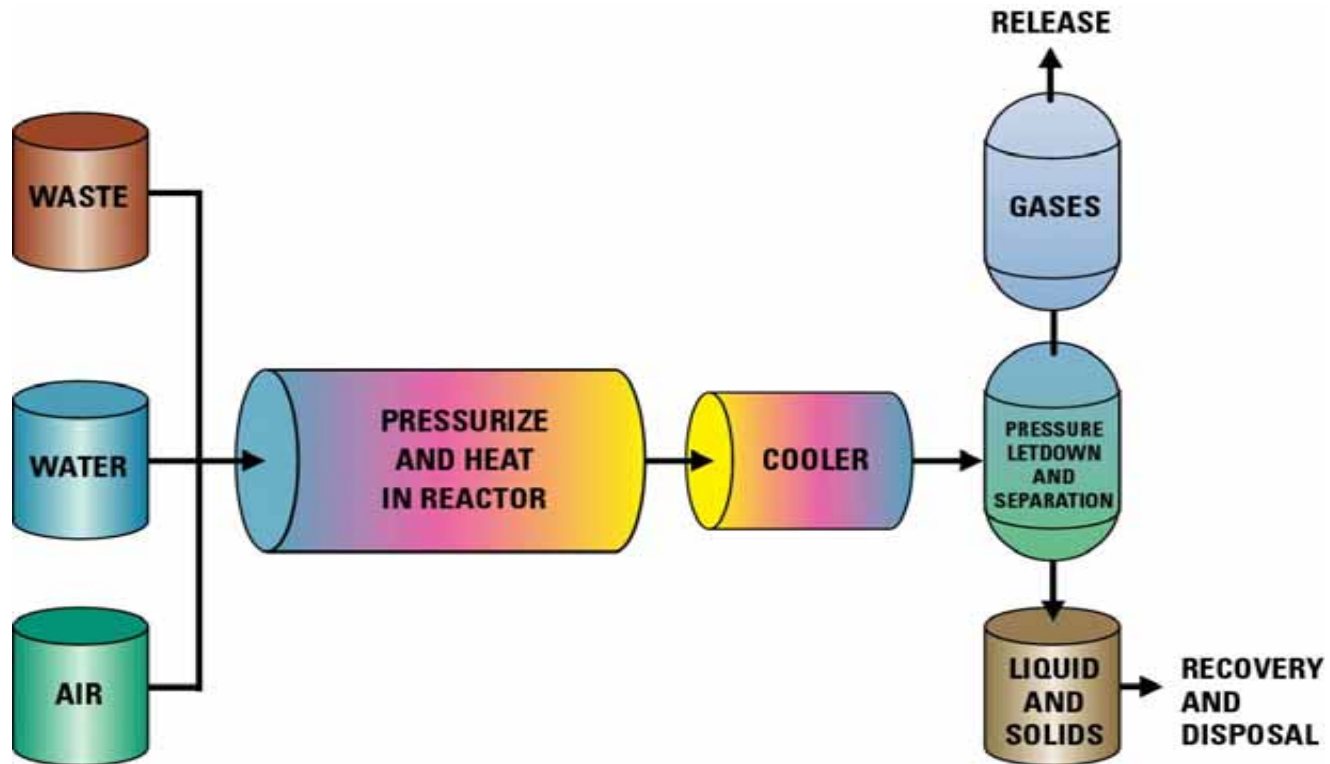 RELEASE
WASTE
GASES
WATER
PRESSURIZE
AND HEAT
IN REACTOR
COOLER
PRESSURE
LETDOWN
AND
SEPARATION
AIR
LIQUID
AND
SOLIDS
RECOVERY
AND
DISPOSAL